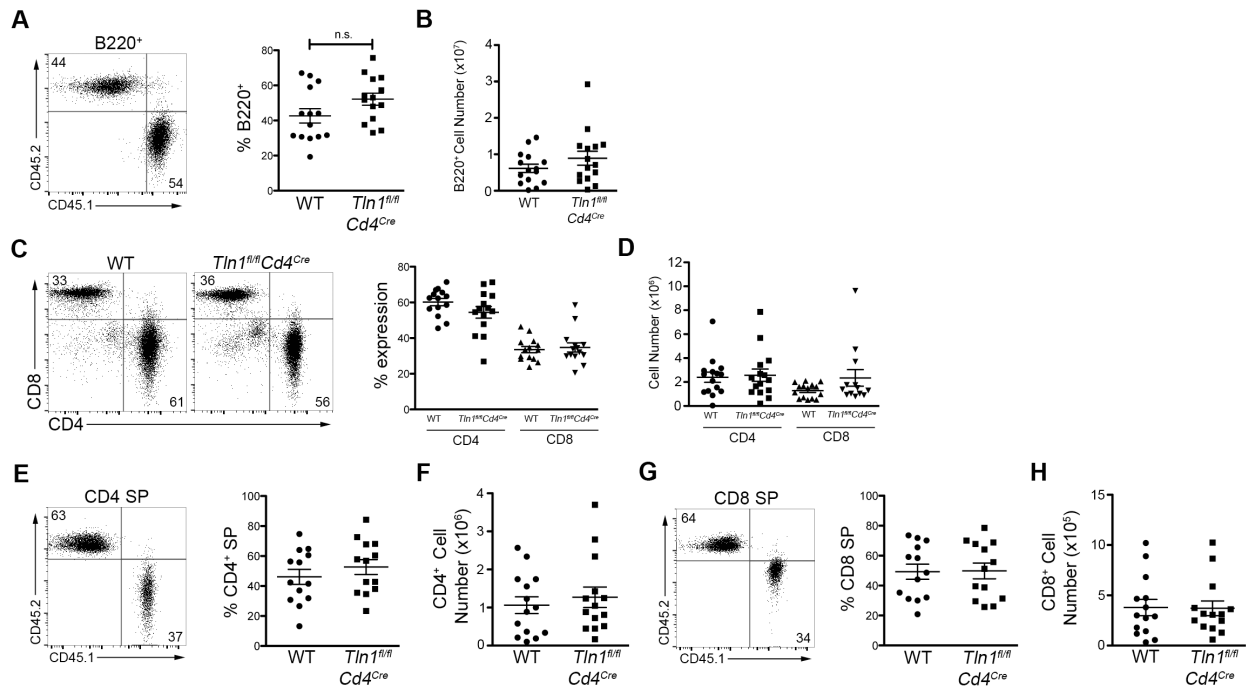 A
B220⁺
44
54
CD45.2
CD45.1
n.s.
% B220⁺
80
60
40
20
0
WT
Tln1fl/fl
Cd4Cre
B
B220⁺ Cell Number (x10⁷)
4
3
2
1
0
WT
Tln1fl/fl
Cd4Cre
C
WT
Tln1fl/flCd4Cre
33
61
36
56
CD8
CD4
% expression
80
60
40
20
0
WT
Tln1fl/flCd4Cre
WT
Tln1fl/flCd4Cre
CD4
CD8
D
Cell Number (x10⁶)
12
10
8
6
4
2
0
WT
Tln1fl/flCd4Cre
WT
Tln1fl/flCd4Cre
CD4
CD8
E
CD4 SP
63
37
CD45.2
CD45.1
% CD4⁺ SP
100
80
60
40
20
0
WT
Tln1fl/fl
Cd4Cre
F
CD4⁺ Cell
Number (x10⁶)
4
3
2
1
0
WT
Tln1fl/fl
Cd4Cre
G
CD8 SP
64
34
CD45.2
CD45.1
% CD8 SP
100
80
60
40
20
0
WT
Tln1fl/fl
Cd4Cre
H
CD8⁺ Cell
Number (x10⁵)
15
10
5
0
WT
Tln1fl/fl
Cd4Cre